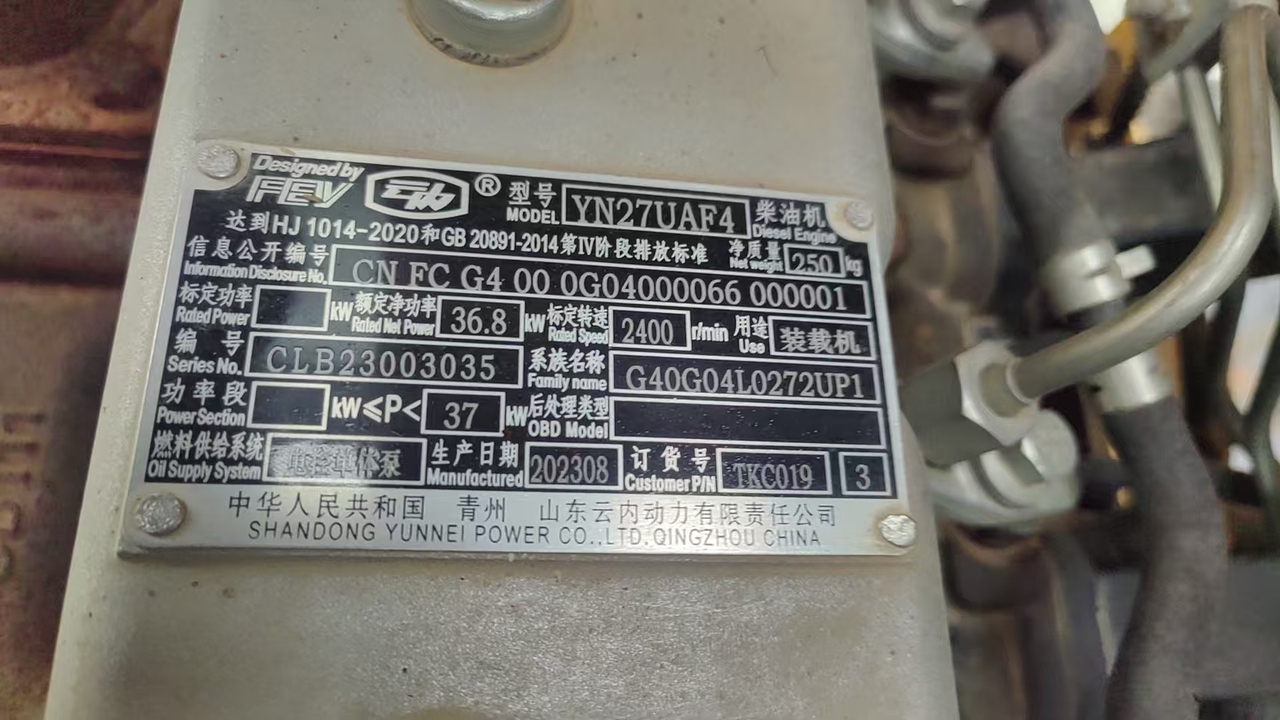 Designed by
FEV ® 型号 MODEL YN27UAF4 柴油机 Diesel Engine
达到HJ 1014-2020和GB 20891-2014第Ⅳ阶段排放标准 净质量 Net weight 250 kg
信息公开编号 Information Disclosure No. CN FC G4 00 0G04000066 000001
标定功率 Rated Power kW 额定净功率 Rated Net Power 36.8 kW 标定转速 Rated Speed 2400 r/min 用途 Use 装载机
编号 Series No. CLB23003035 系族名称 Family name G40G04L0272UP1
功率段 Power Section kW≤P< 37 kW 后处理类型 OBD Model
燃料供给系统 Oil Supply System 电控单体泵 生产日期 Manufactured 202308 订货号 Customer P/N TKC019 3
中华人民共和国 青州 山东云内动力有限责任公司
SHANDONG YUNNEI POWER CO.,LTD.QINGZHOU CHINA